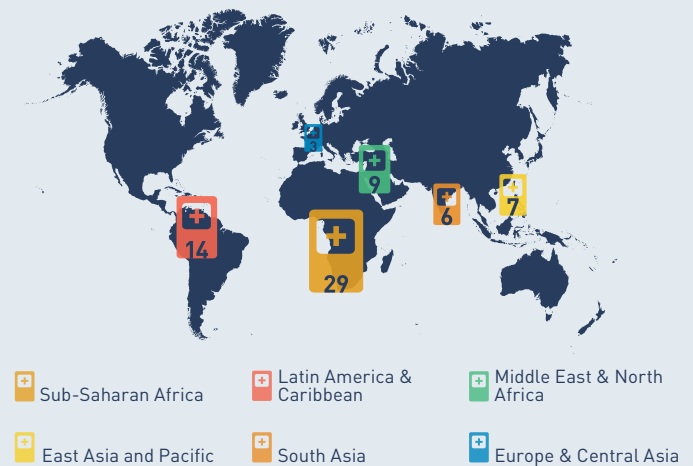 3
9
6
7
14
29
Sub-Saharan Africa
Latin America &
Caribbean
Middle East & North
Africa
East Asia and Pacific
South Asia
Europe & Central Asia